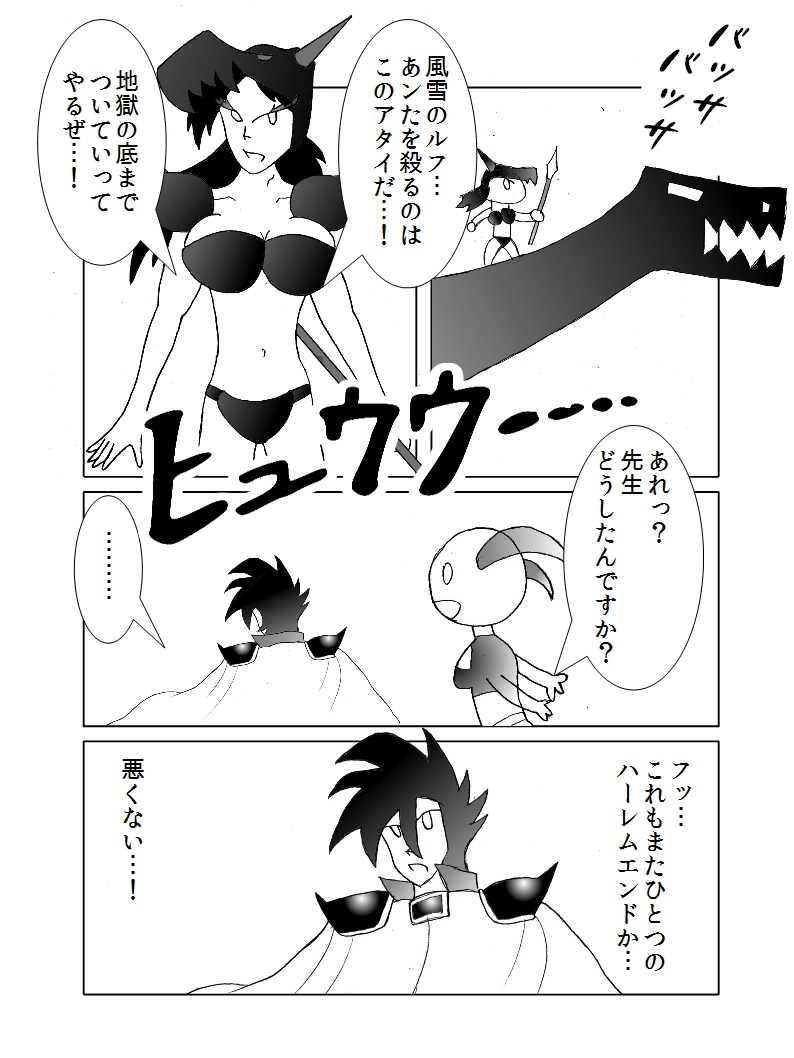 バッサ
バッサ
風雪のルフ…
あンたを殺るのは
このアタイだ…！
地獄の底まで
ついていって
やるぜ…！
ヒュウウー‥‥
あれっ？
先生
どうしたんですか？
………
フッ…
これもまたひとつの
ハーレムエンドか…
悪くない…！